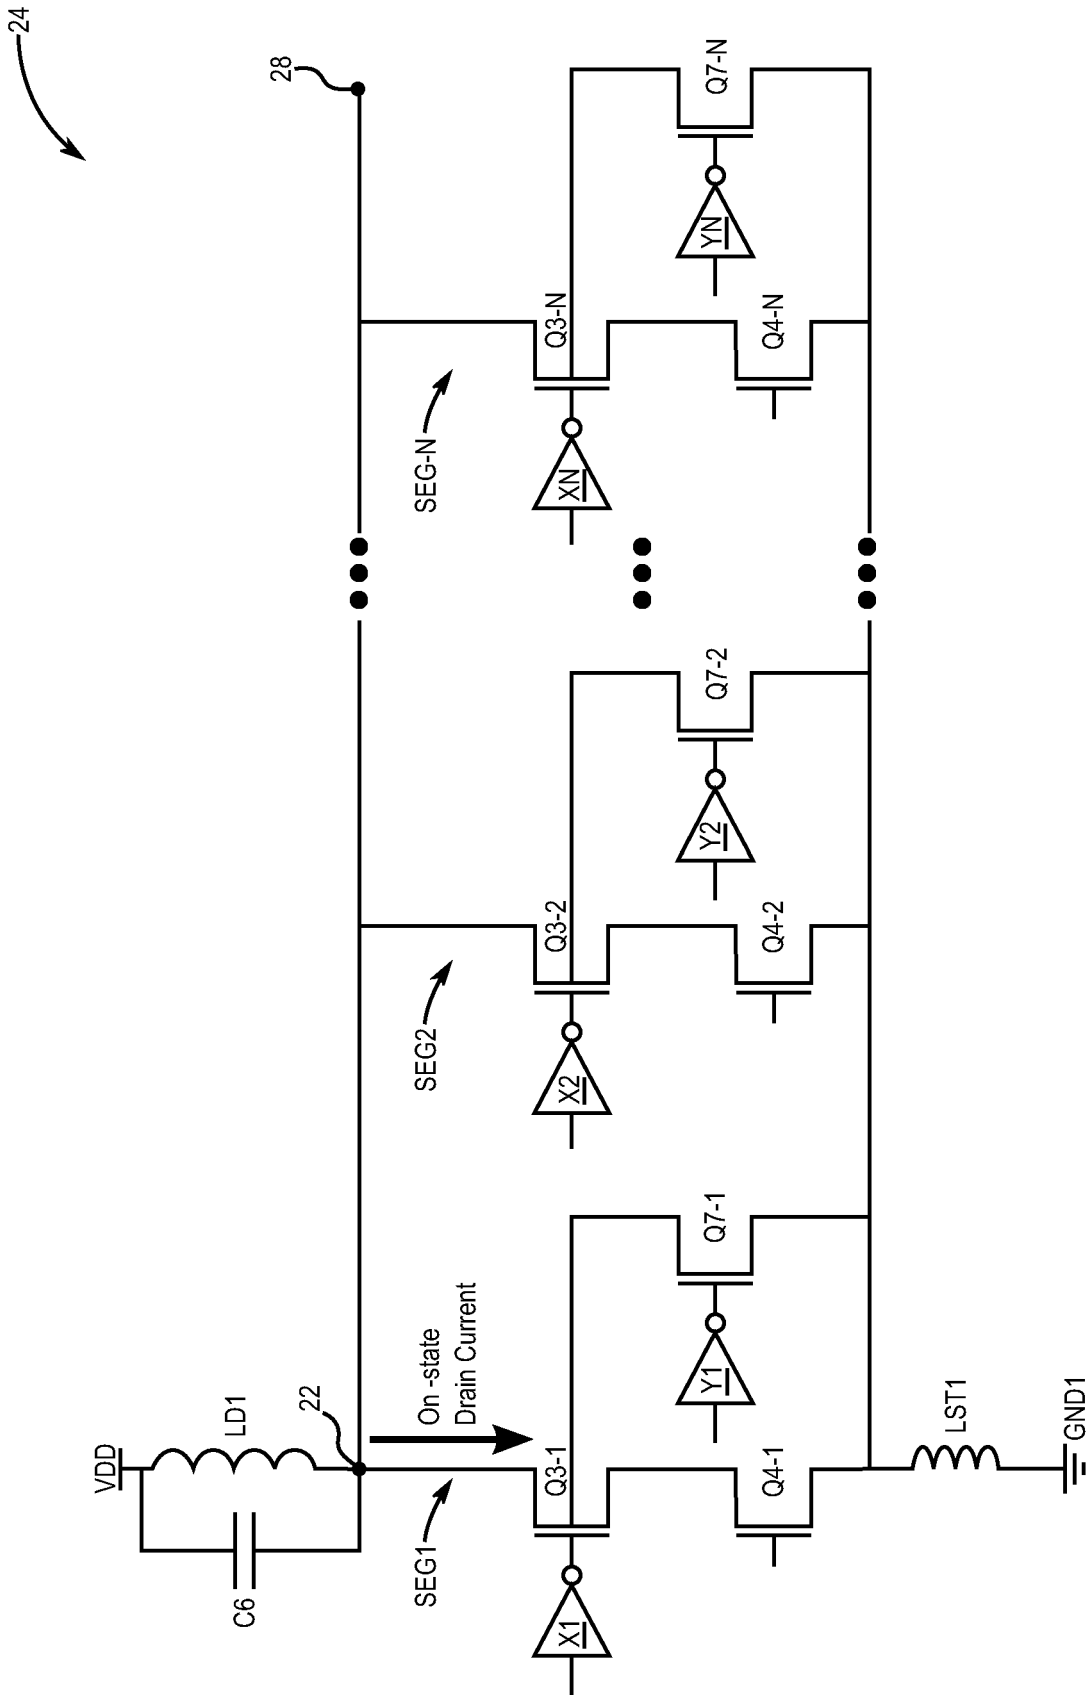 24
28
VDD
C6
LD1
22
On -state
Drain Current
SEG1
SEG2
SEG-N
X1
Q3-1
X2
Q3-2
XN
Q3-N
Y1
Q7-1
Y2
Q7-2
YN
Q7-N
Q4-1
Q4-2
Q4-N
LST1
GND1